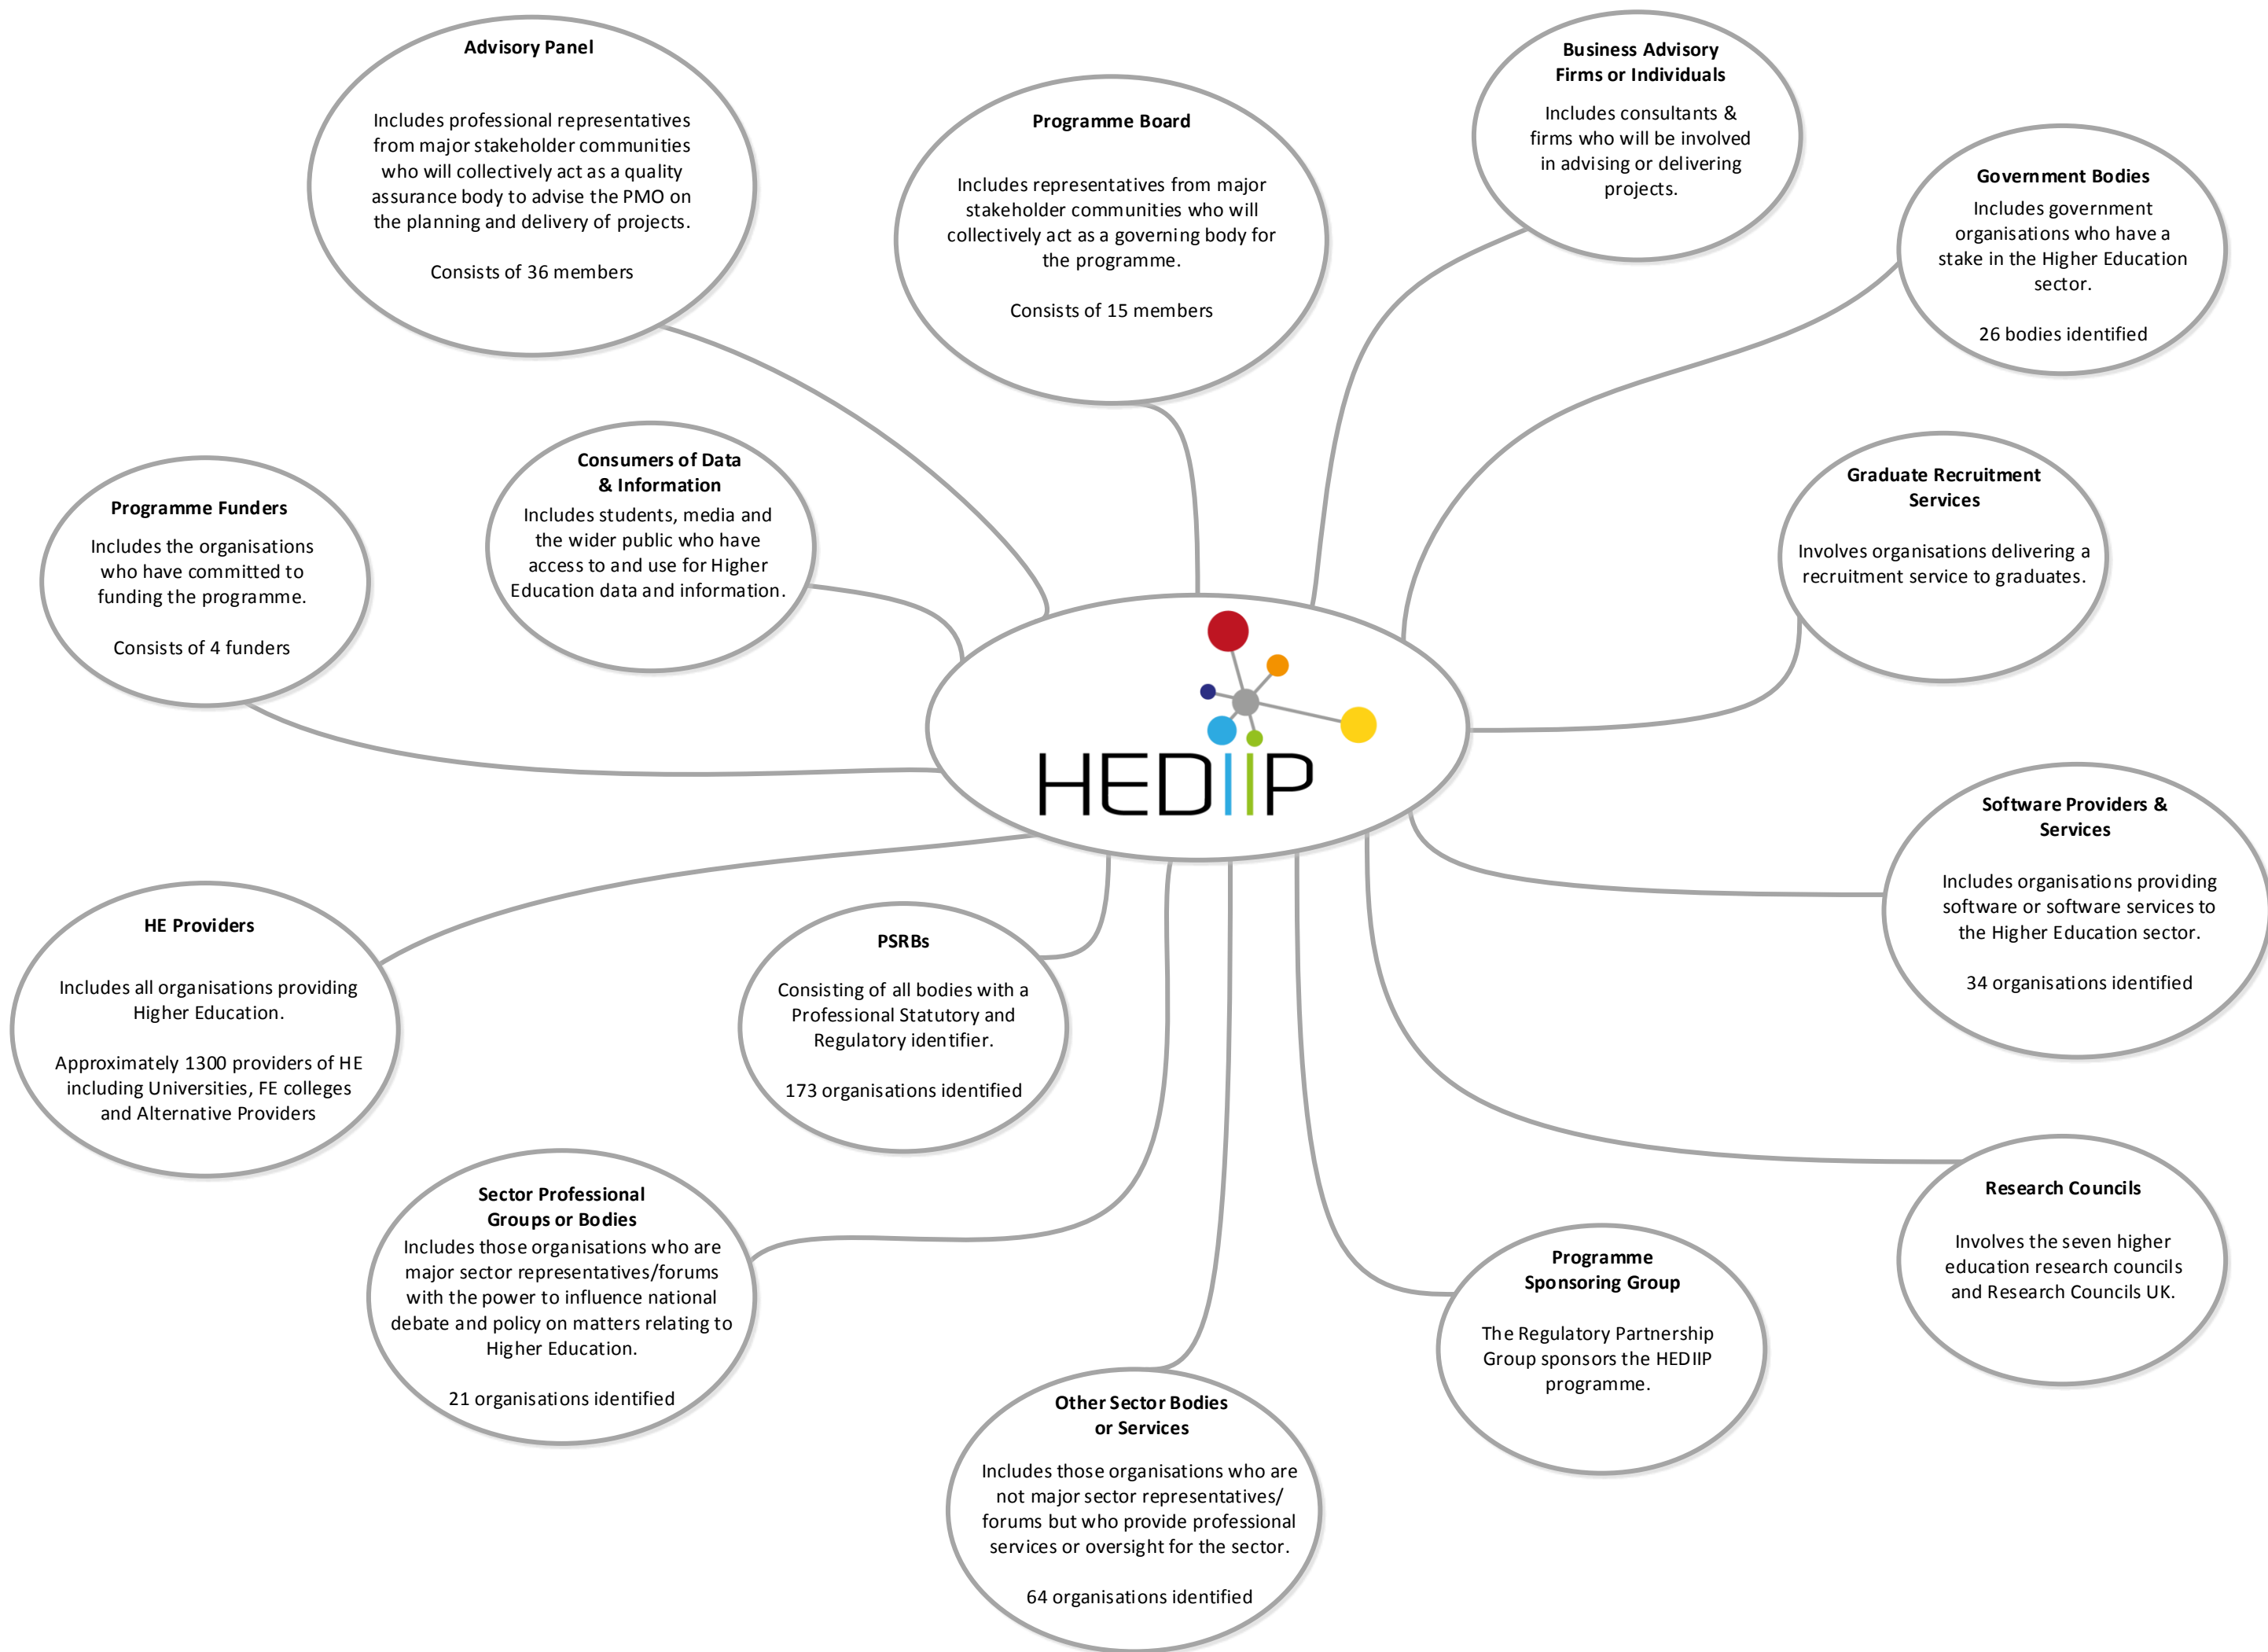 Advisory Panel
Includes professional representatives
from major stakeholder communities
who will collectively act as a quality
assurance body to advise the PMO on
the planning and delivery of projects.
Consists of 36 members
Programme Board
Includes representatives from major
stakeholder communities who will
collectively act as a governing body for
the programme.
Consists of 15 members
Business Advisory
Firms or Individuals
Includes consultants &
firms who will be involved
in advising or delivering
projects.
Government Bodies
Includes government
organisations who have a
stake in the Higher Education
sector.
26 bodies identified
Programme Funders
Includes the organisations
who have committed to
funding the programme.
Consists of 4 funders
Consumers of Data
& Information
Includes students, media and
the wider public who have
access to and use for Higher
Education data and information.
Graduate Recruitment
Services
Involves organisations delivering a
recruitment service to graduates.
HEDIIP
Software Providers &
Services
Includes organisations providing
software or software services to
the Higher Education sector.
34 organisations identified
HE Providers
Includes all organisations providing
Higher Education.
Approximately 1300 providers of HE
including Universities, FE colleges
and Alternative Providers
PSRBs
Consisting of all bodies with a
Professional Statutory and
Regulatory identifier.
173 organisations identified
Sector Professional
Groups or Bodies
Includes those organisations who are
major sector representatives/forums
with the power to influence national
debate and policy on matters relating to
Higher Education.
21 organisations identified
Other Sector Bodies
or Services
Includes those organisations who are
not major sector representatives/
forums but who provide professional
services or oversight for the sector.
64 organisations identified
Programme
Sponsoring Group
The Regulatory Partnership
Group sponsors the HEDIIP
programme.
Research Councils
Involves the seven higher
education research councils
and Research Councils UK.